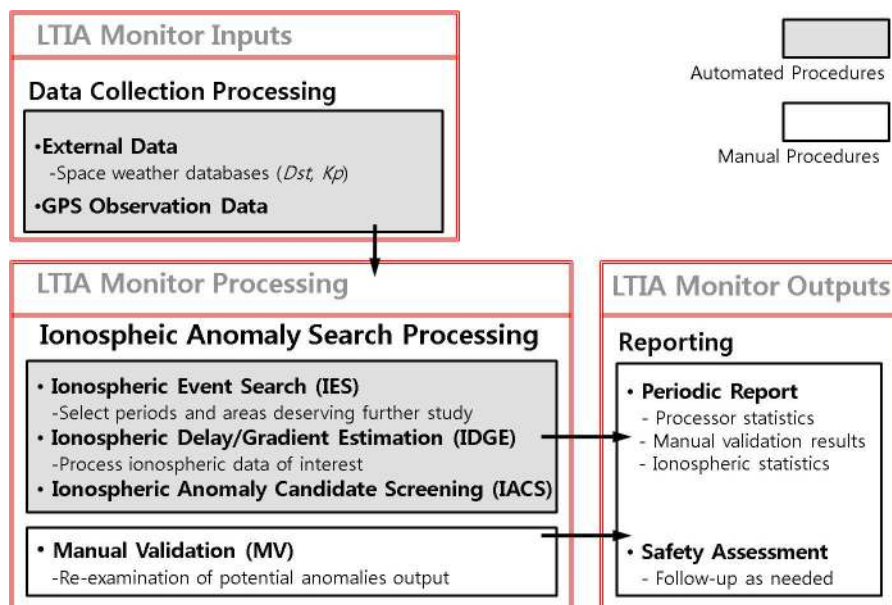 LTIA Monitor Inputs
Data Collection Processing
•External Data
-Space weather databases (Dst, Kp)
•GPS Observation Data
Automated Procedures
Manual Procedures
LTIA Monitor Processing
Ionospheic Anomaly Search Processing
• Ionospheric Event Search (IES)
-Select periods and areas deserving further study
• Ionospheric Delay/Gradient Estimation (IDGE)
-Process ionospheric data of interest
• Ionospheric Anomaly Candidate Screening (IACS)
• Manual Validation (MV)
-Re-examination of potential anomalies output
LTIA Monitor Outputs
Reporting
• Periodic Report
- Processor statistics
- Manual validation results
- Ionospheric statistics
• Safety Assessment
- Follow-up as needed